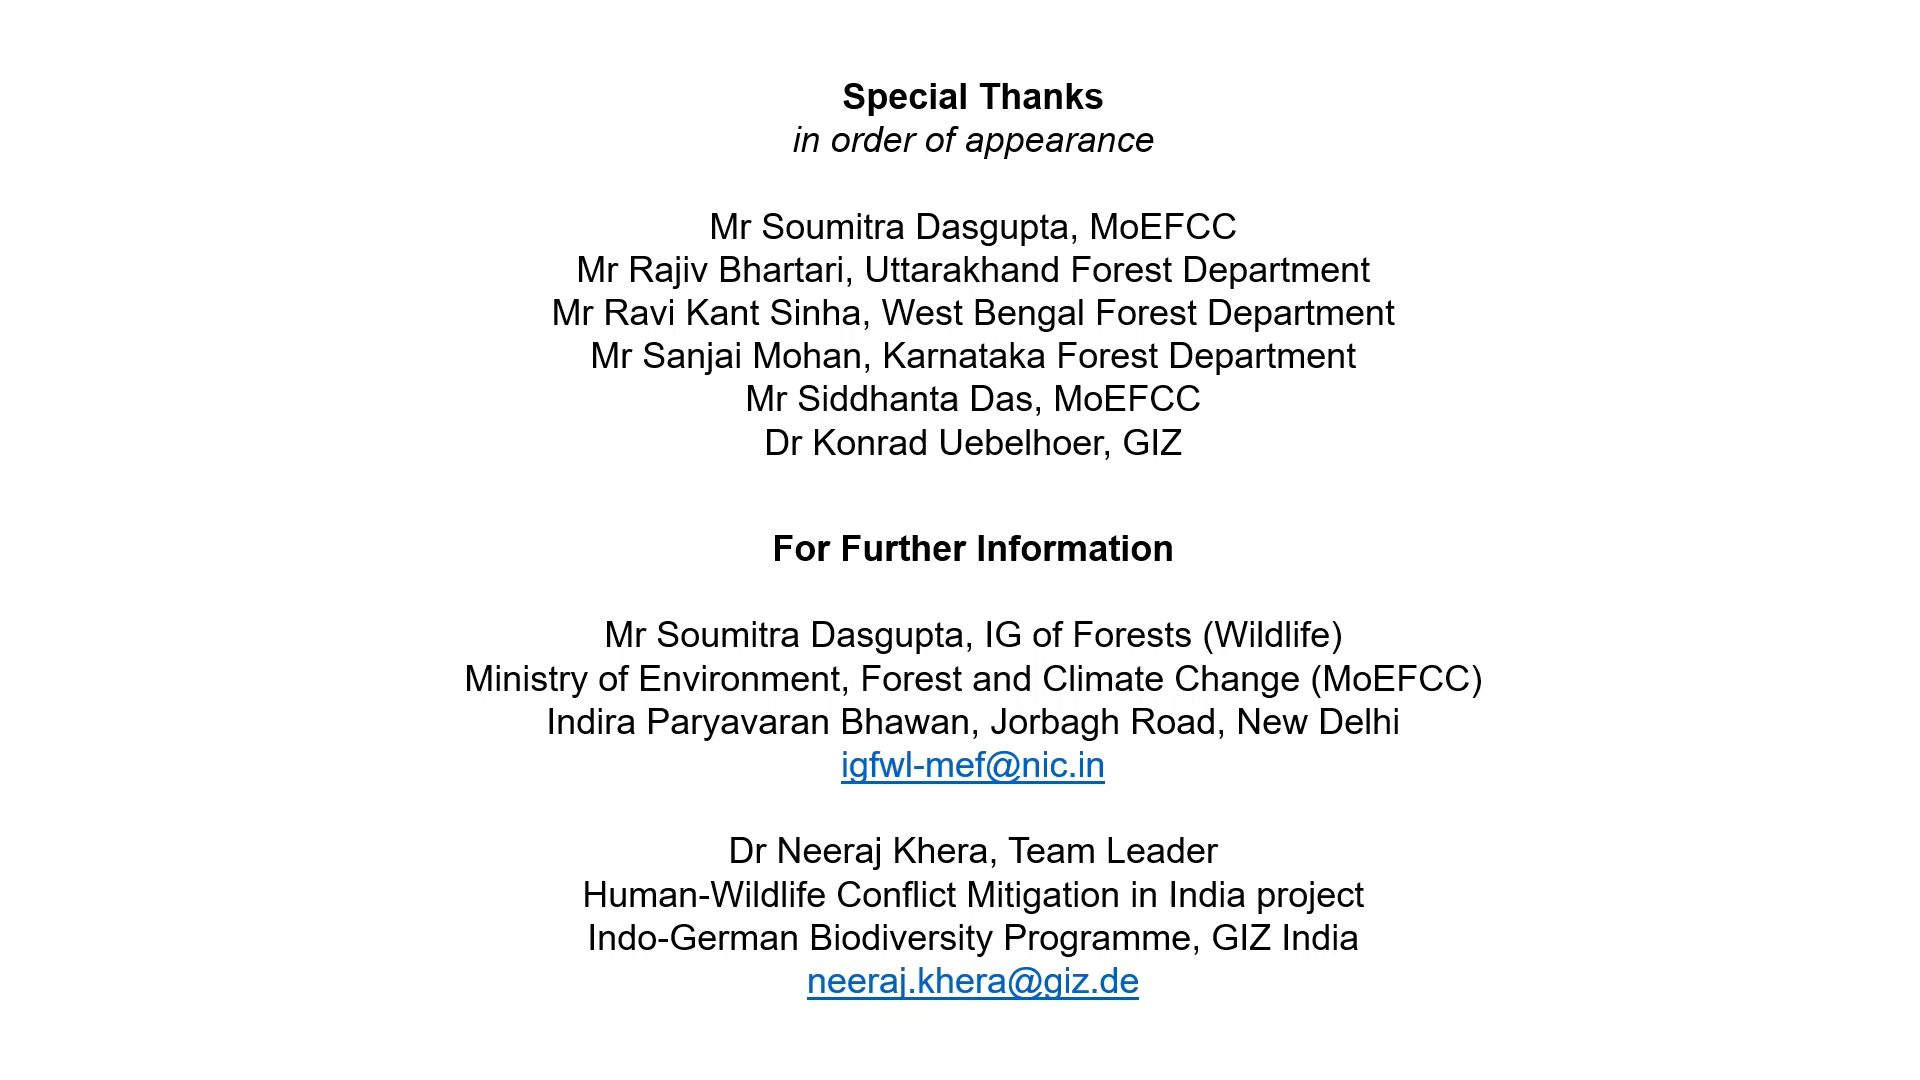 Special Thanks
in order of appearance
Mr Soumitra Dasgupta, MoEFCC
Mr Rajiv Bhartari, Uttarakhand Forest Department
Mr Ravi Kant Sinha, West Bengal Forest Department
Mr Sanjai Mohan, Karnataka Forest Department
Mr Siddhanta Das, MoEFCC
Dr Konrad Uebelhoer, GIZ
For Further Information
Mr Soumitra Dasgupta, IG of Forests (Wildlife)
Ministry of Environment, Forest and Climate Change (MoEFCC)
Indira Paryavaran Bhawan, Jorbagh Road, New Delhi
igfwl-mef@nic.in
Dr Neeraj Khera, Team Leader
Human-Wildlife Conflict Mitigation in India project
Indo-German Biodiversity Programme, GIZ India
neeraj.khera@giz.de